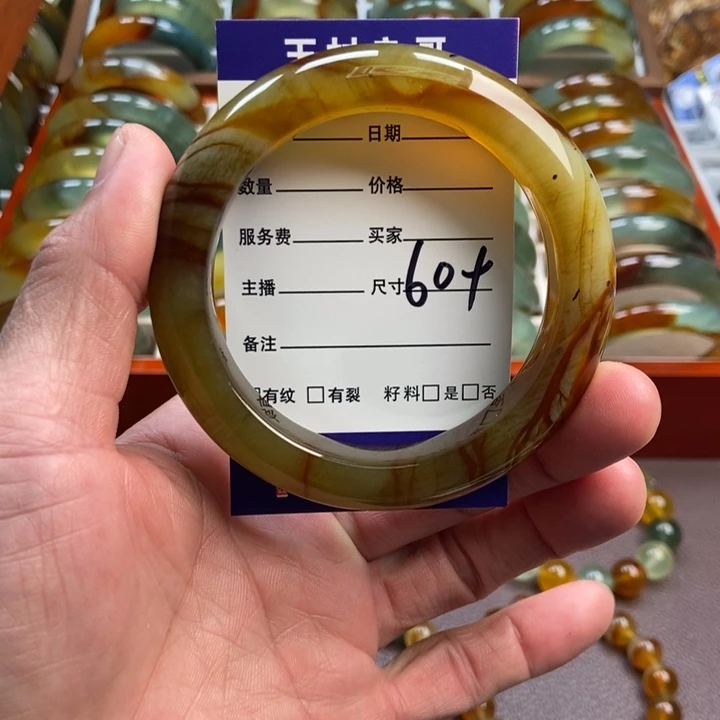 日期
数量 价格
服务费 买家
主播 尺寸 60+
备注
有纹 □有裂 籽料□是□否